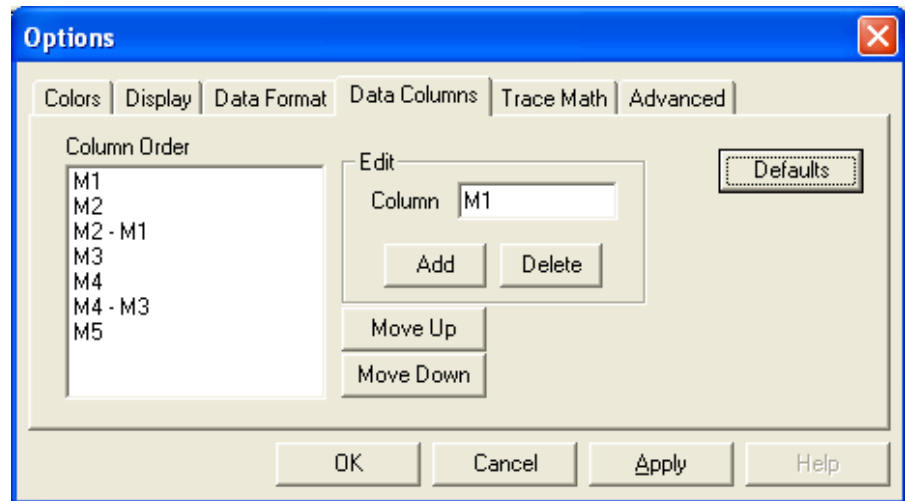 Options
Colors Display Data Format Data Columns Trace Math Advanced
Column Order
M1
M2
M2 - M1
M3
M4
M4 - M3
M5
Edit
Column M1
Add Delete
Move Up
Move Down
Defaults
OK Cancel Apply Help